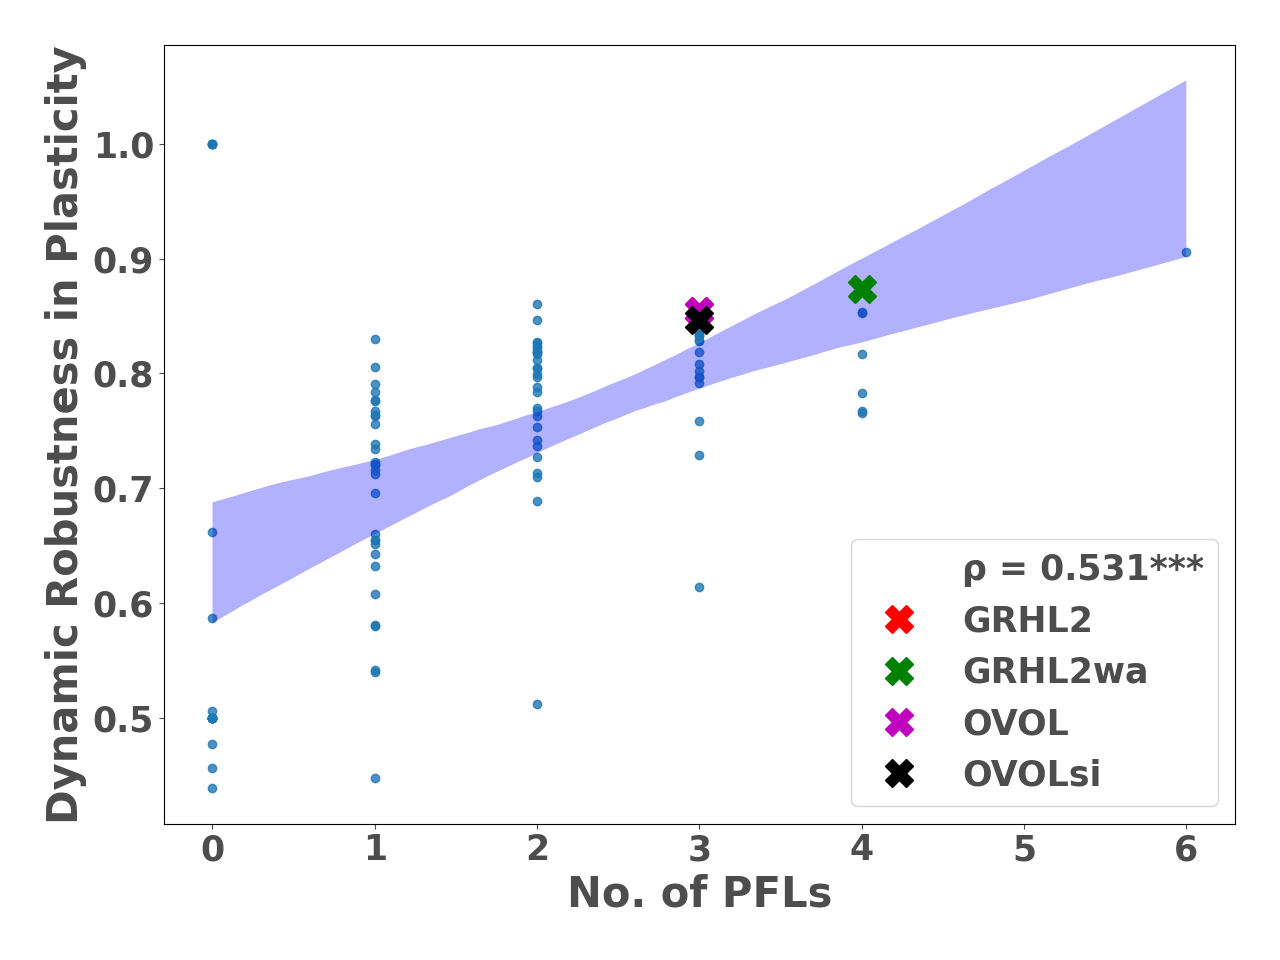 Dynamic Robustness in Plasticity
1.0
0.9
0.8
0.7
0.6
0.5
0 1 2 3 4 5 6
No. of PFLs
ρ = 0.531***
GRHL2
GRHL2wa
OVOL
OVOLsi